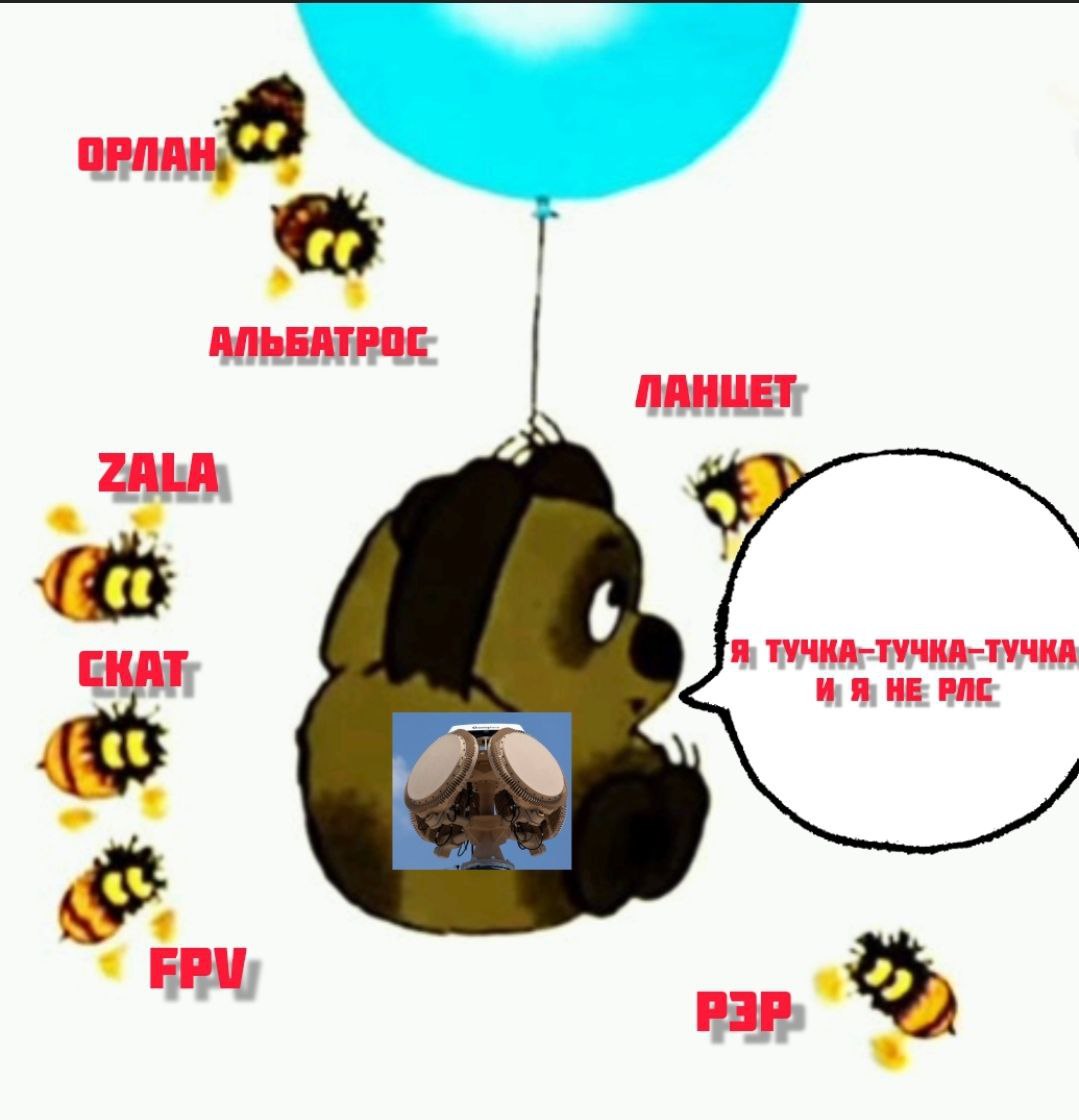 ОРЛАН
АЛЬБАТРОС
ЛАНЦЕТ
ZALA
СКАТ
Я ТУЧКА-ТУЧКА-ТУЧКА
И Я НЕ РЛС
FPV
РЭР